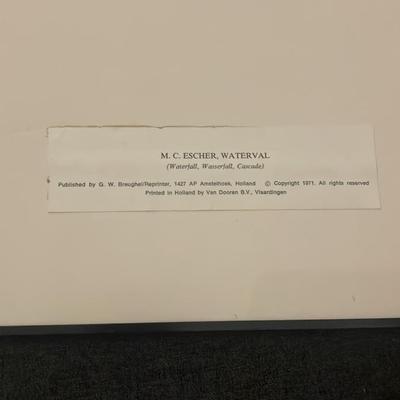 M. C. ESCHER, WATERVAL
(Waterfall, Wasserfall, Cascada)
Published by G. W. Breughel/Reprinter, 1427 AP Amstelhoek, Holland © Copyright 1971. All rights reserved
Printed in Holland by Van Dooren B.V., Vlaardingen